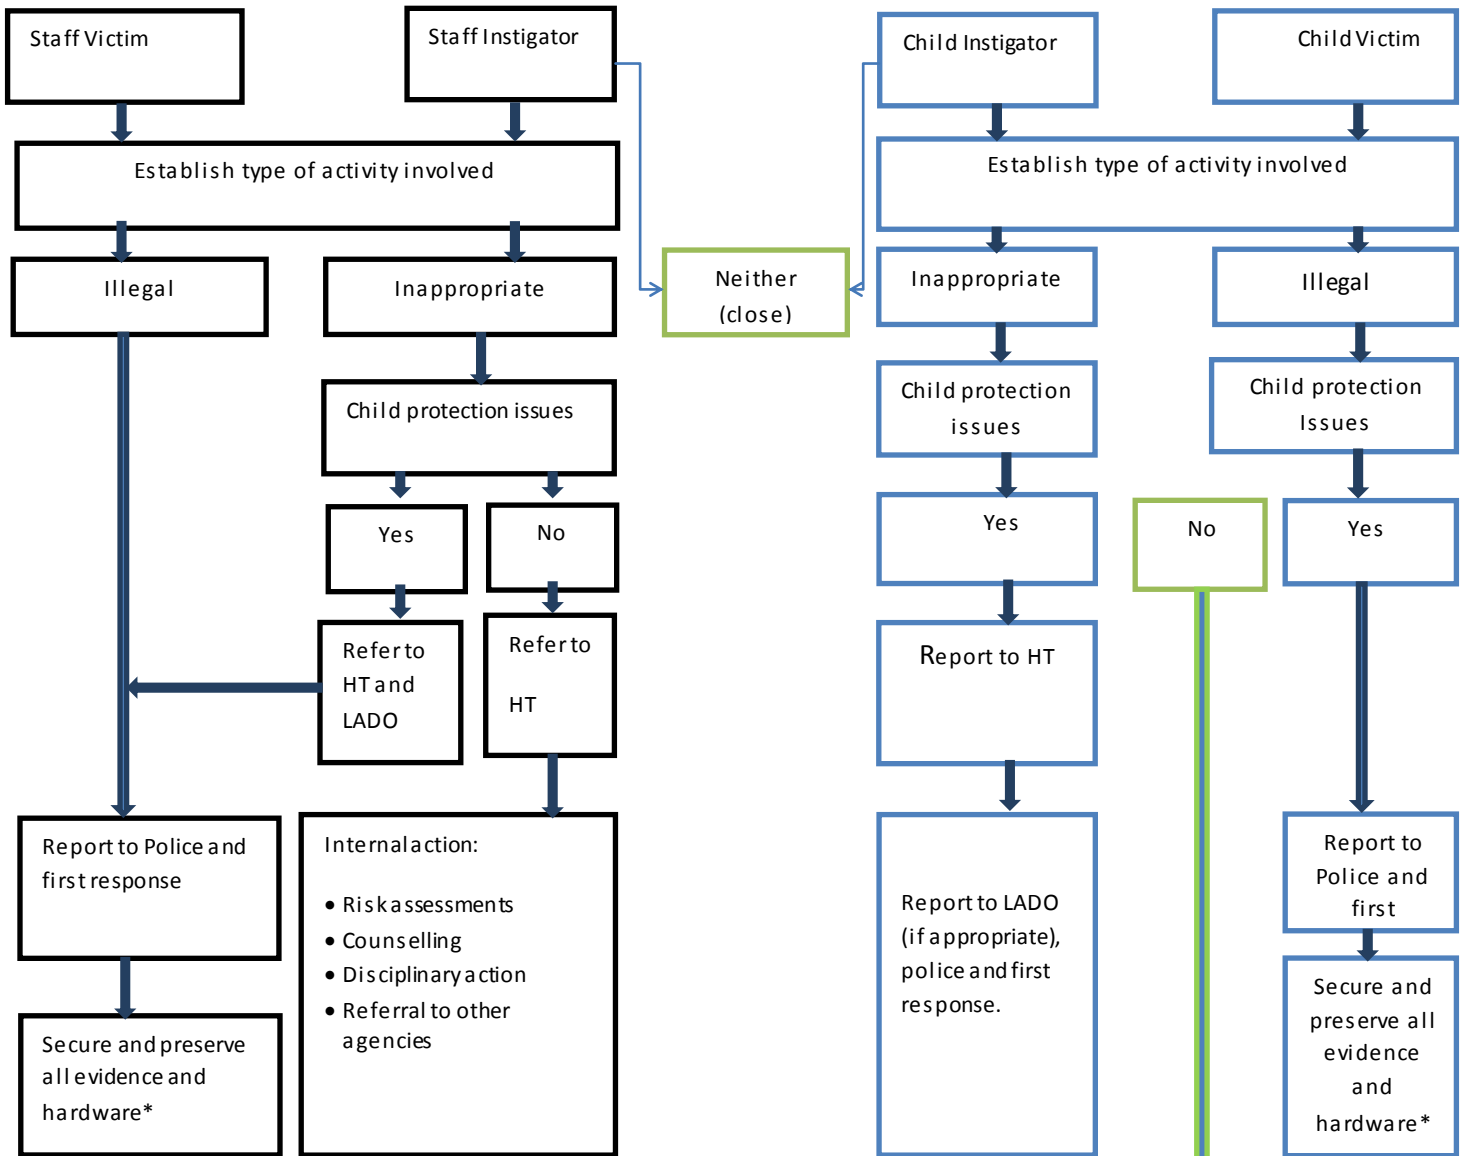 Staff Victim
Staff Instigator
Child Instigator
Child Victim
Establish type of activity involved
Establish type of activity involved
Illegal
Inappropriate
Neither
(close)
Inappropriate
Illegal
Child protection issues
Child protection
issues
Child protection
Issues
Yes
No
Yes
No
Yes
Refer to
HT and
LADO
Refer to
HT
Report to HT
Report to Police and
first response
Internal action:
• Risk assessments
• Counselling
• Disciplinary action
• Referral to other
agencies
Report to LADO
(if appropriate),
police and first
response.
Report to
Police and
first
Secure and preserve
all evidence and
hardware*
Secure and
preserve all
evidence
and
hardware*